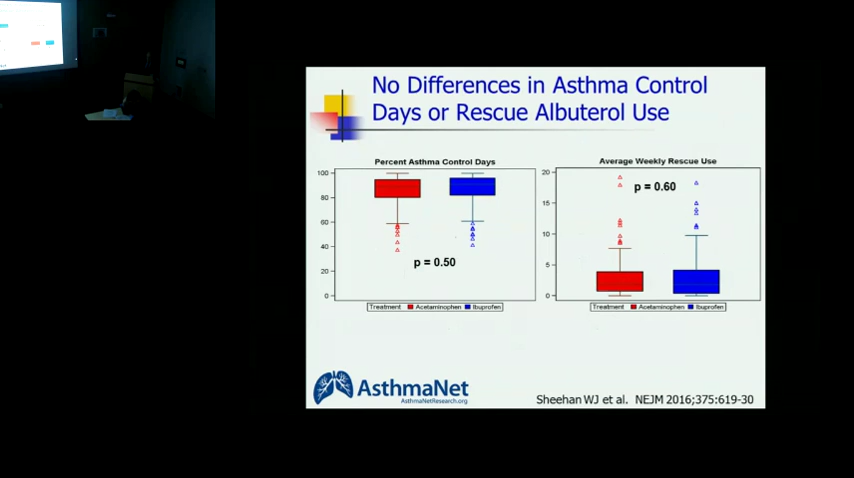 No Differences in Asthma Control
Days or Rescue Albuterol Use
Percent Asthma Control Days
100
80
60
40
20
0
p = 0.50
Treatment Acetaminophen Ibuprofen
Average Weekly Rescue Use
20
15
10
5
0
p = 0.60
Treatment Acetaminophen Ibuprofen
AsthmaNet
AsthmaNetResearch.org
Sheehan WJ et al. NEJM 2016;375:619-30